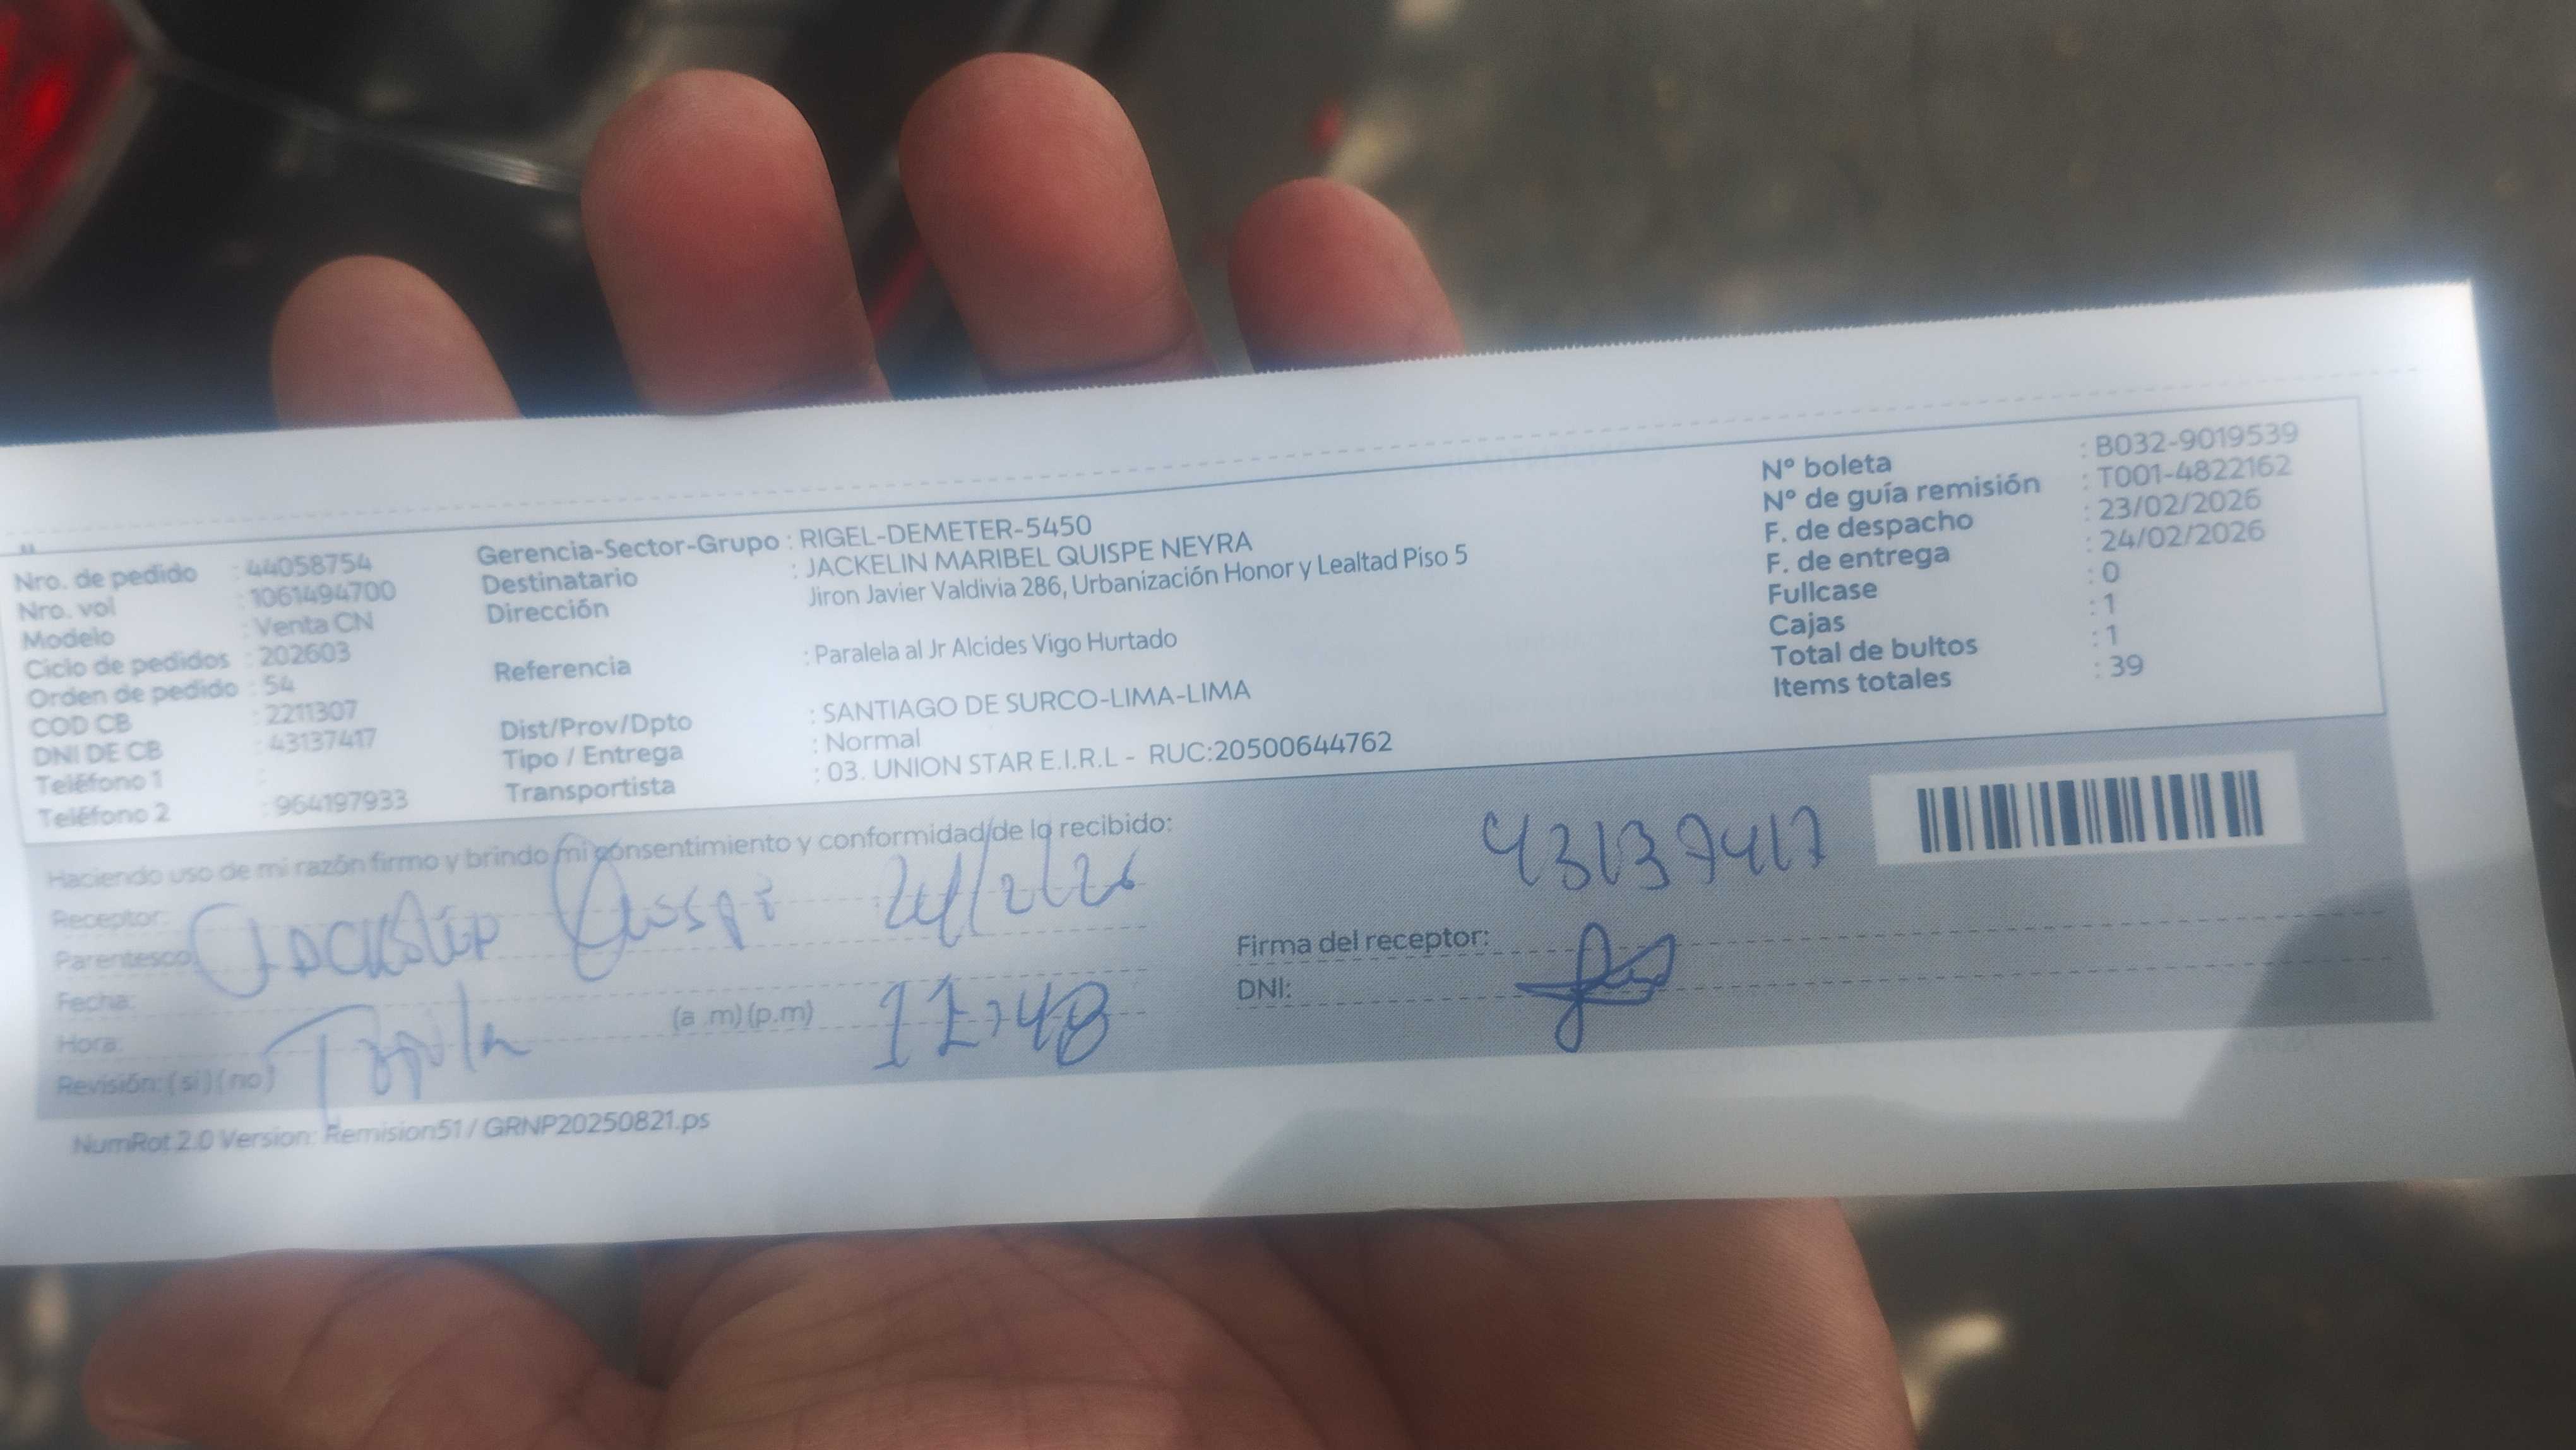 Nro. de pedido : 44058754
Nro. vol : 1061494700
Modelo : Venta CN
Ciclo de pedidos : 202603
Orden de pedido : 54
COD CB : 2211307
DNI DE CB : 43137417
Teléfono 1 :
Teléfono 2 : 964197933
Gerencia-Sector-Grupo : RIGEL-DEMETER-5450
Destinatario : JACKELIN MARIBEL QUISPE NEYRA
Dirección Jiron Javier Valdivia 286, Urbanización Honor y Lealtad Piso 5
Referencia : Paralela al Jr Alcides Vigo Hurtado
Dist/Prov/Dpto : SANTIAGO DE SURCO-LIMA-LIMA
Tipo / Entrega : Normal
Transportista : 03. UNION STAR E.I.R.L - RUC:20500644762
Nº boleta : B032-9019539
Nº de guía remisión : T001-4822162
F. de despacho : 23/02/2026
F. de entrega : 24/02/2026
Fullcase : 0
Cajas : 1
Total de bultos : 1
Items totales : 39
Haciendo uso de mi razón firmo y brindo mi consentimiento y conformidad de lo recibido:
Receptor:
Parentesco
Quispe 24/2/26
Fecha:
Hora: (a .m) (p.m)
Revisión: (si) (no)
43137417
Firma del receptor:
DNI:
NumRot 2.0 Version: Remision51 / GRNP20250821.ps